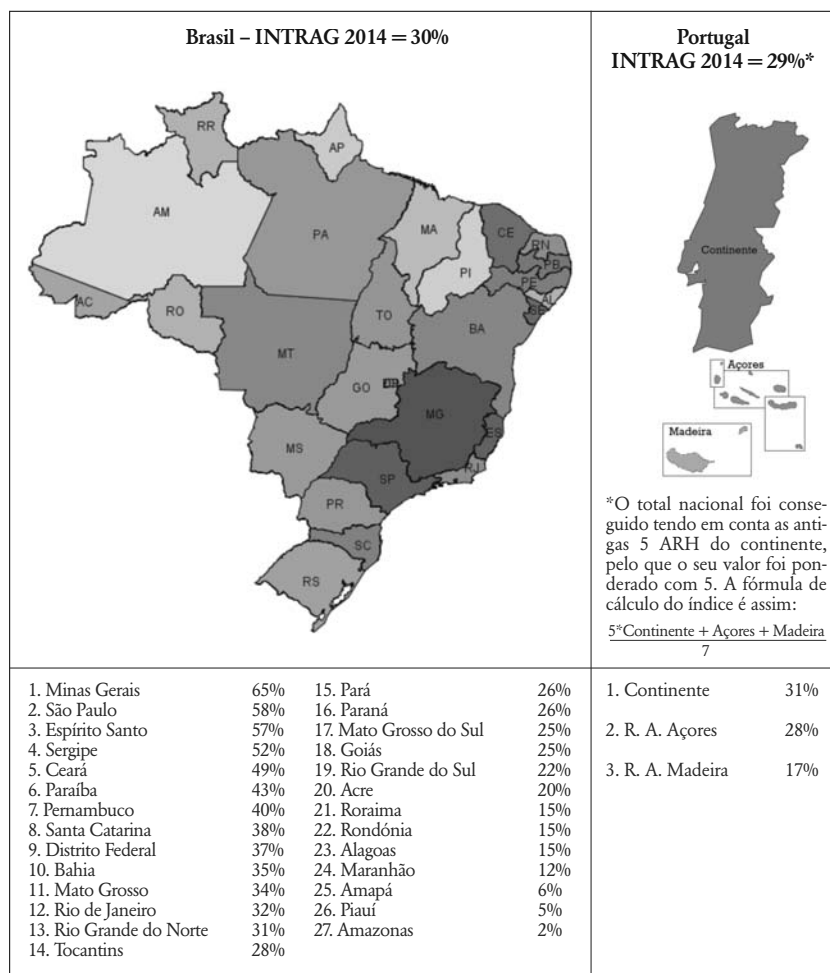 Brasil – INTRAG 2014 = 30%
RR
AP
AM
PA
MA
CE
RN
PB
PI
PE
AL
SE
AC
RO
TO
BA
MT
GO
DF
MG
ES
MS
SP
RJ
PR
SC
RS
Portugal
INTRAG 2014 = 29%*
Continente
Açores
Madeira
*O total nacional foi conse-
guido tendo em conta as anti-
gas 5 ARH do continente,
pelo que o seu valor foi pon-
derado com 5. A fórmula de
cálculo do índice é assim:
5*Continente + Açores + Madeira
7
1. Minas Gerais 65%
2. São Paulo 58%
3. Espírito Santo 57%
4. Sergipe 52%
5. Ceará 49%
6. Paraíba 43%
7. Pernambuco 40%
8. Santa Catarina 38%
9. Distrito Federal 37%
10. Bahia 35%
11. Mato Grosso 34%
12. Rio de Janeiro 32%
13. Rio Grande do Norte 31%
14. Tocantins 28%
15. Pará 26%
16. Paraná 26%
17. Mato Grosso do Sul 25%
18. Goiás 25%
19. Rio Grande do Sul 22%
20. Acre 20%
21. Roraima 15%
22. Rondónia 15%
23. Alagoas 15%
24. Maranhão 12%
25. Amapá 6%
26. Piauí 5%
27. Amazonas 2%
1. Continente 31%
2. R. A. Açores 28%
3. R. A. Madeira 17%